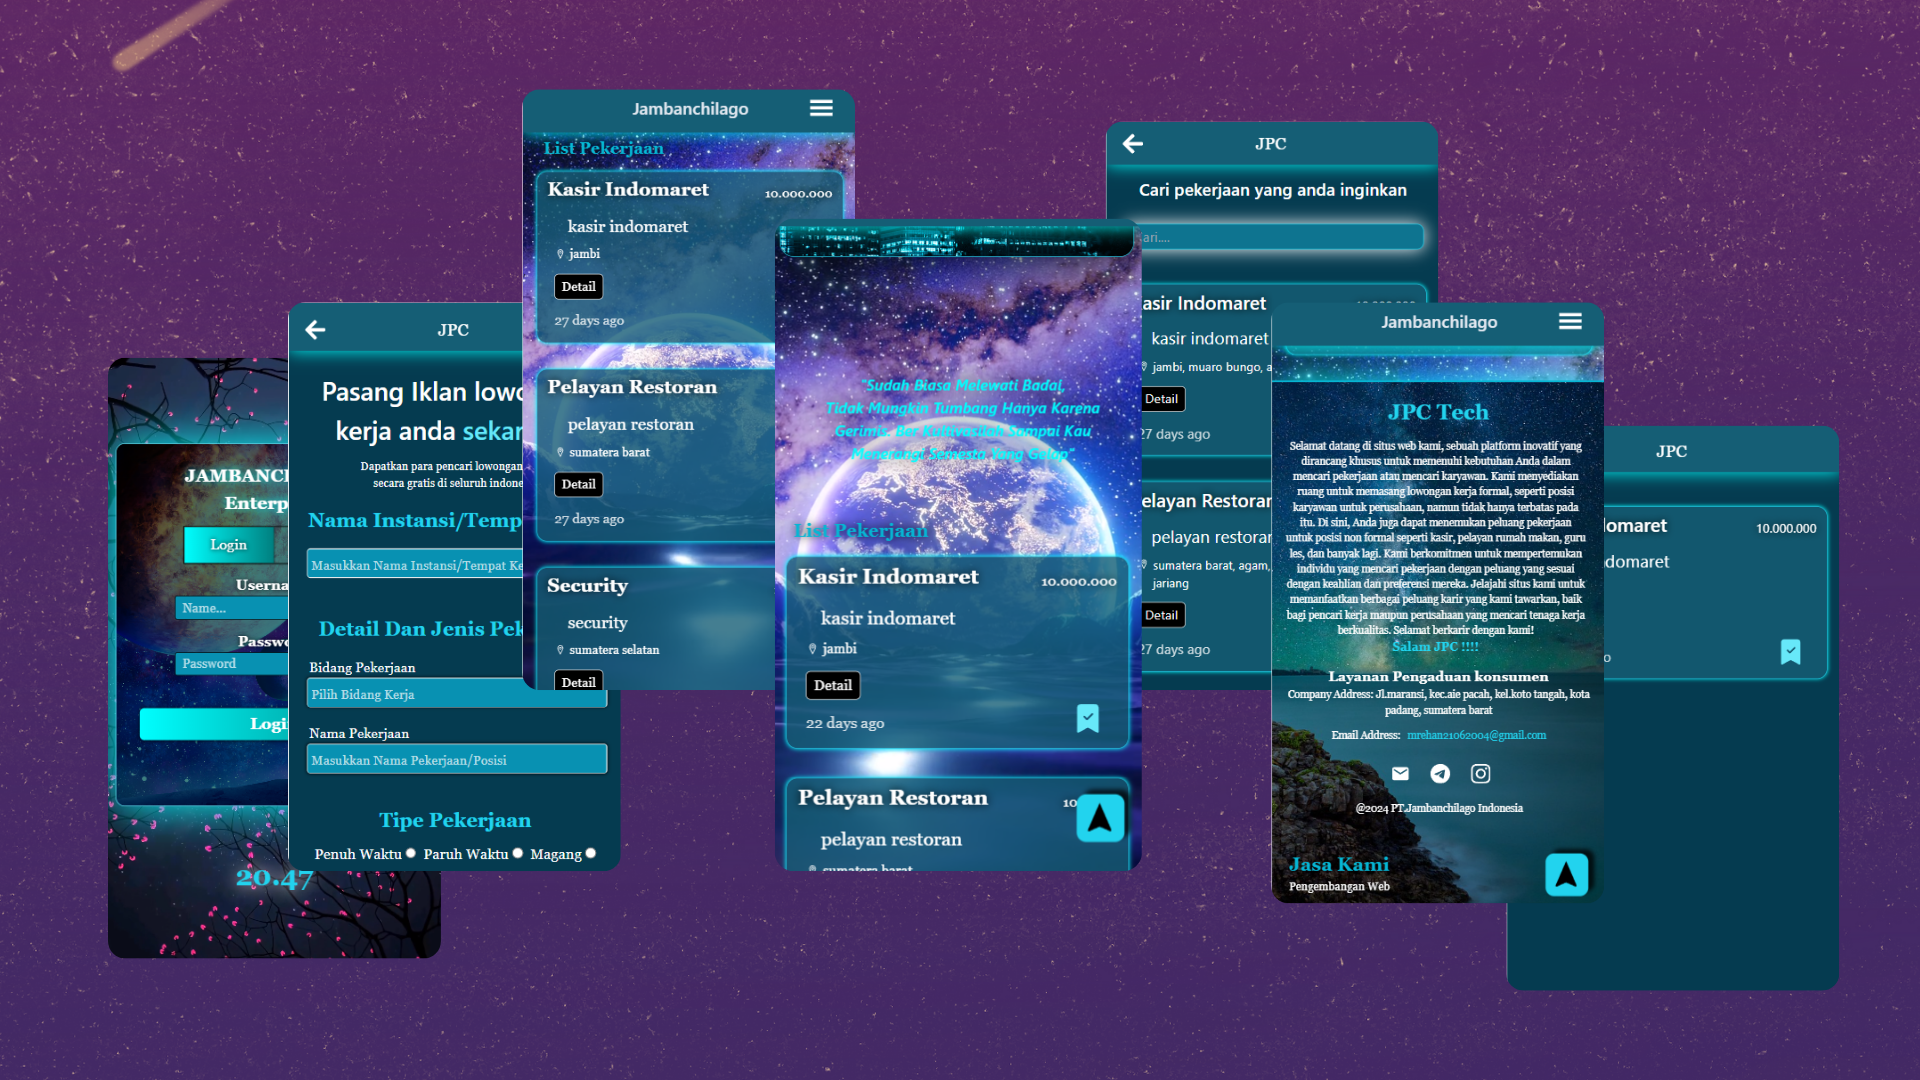 JAMBANCHI
Enterp
Login
Userna
Name...
Passwo
Password
Logi
20.47
JPC
Pasang Iklan lowo
kerja anda sekar
Dapatkan para pencari lowongan
secara gratis di seluruh indone
Nama Instansi/Temp
Masukkan Nama Instansi/Tempat Ke
Detail Dan Jenis Pek
Bidang Pekerjaan
Pilih Bidang Kerja
Nama Pekerjaan
Masukkan Nama Pekerjaan/Posisi
Tipe Pekerjaan
Penuh Waktu Paruh Waktu Magang
Jambanchilago
List Pekerjaan
Kasir Indomaret 10.000.000
kasir indomaret
jambi
Detail
27 days ago
Pelayan Restoran
pelayan restoran
sumatera barat
Detail
27 days ago
Security
security
sumatera selatan
Detail
"Sudah Biasa Melewati Badai,
Tidak Mungkin Tumbang Hanya Karena
Gerimis. Ber Kultivasilah Sampai Kau
Menerangi Semesta Yang Gelap"
List Pekerjaan
Kasir Indomaret 10.000.000
kasir indomaret
jambi
Detail
22 days ago
Pelayan Restoran 10
pelayan restoran
sumatera barat
JPC
Cari pekerjaan yang anda inginkan
ari....
asir Indomaret 10.000.000
kasir indomaret
jambi, muaro bungo, a
Detail
27 days ago
elayan Restoran
pelayan restoran
sumatera barat, agam,
jariang
Detail
27 days ago
Jambanchilago
JPC Tech
Selamat datang di situs web kami, sebuah platform inovatif yang
dirancang khusus untuk memenuhi kebutuhan Anda dalam
mencari pekerjaan atau mencari karyawan. Kami menyediakan
ruang untuk memasang lowongan kerja formal, seperti posisi
karyawan untuk perusahaan, namun tidak hanya terbatas pada
itu. Di sini, Anda juga dapat menemukan peluang pekerjaan
untuk posisi non formal seperti kasir, pelayan rumah makan, guru
les, dan banyak lagi. Kami berkomitmen untuk mempertemukan
individu yang mencari pekerjaan dengan peluang yang sesuai
dengan keahlian dan preferensi mereka. Jelajahi situs kami untuk
memanfaatkan berbagai peluang karir yang kami tawarkan, baik
bagi pencari kerja maupun perusahaan yang mencari tenaga kerja
berkualitas. Selamat berkarir dengan kami!
Salam JPC !!!!
Layanan Pengaduan konsumen
Company Address: Jl.maransi, kec.aie pacah, kel.koto tangah, kota
padang, sumatera barat
Email Address: mrehan21062004@gmail.com
@2024 PT.Jambanchilago Indonesia
Jasa Kami
Pengembangan Web
JPC
domaret 10.000.000
domaret
o